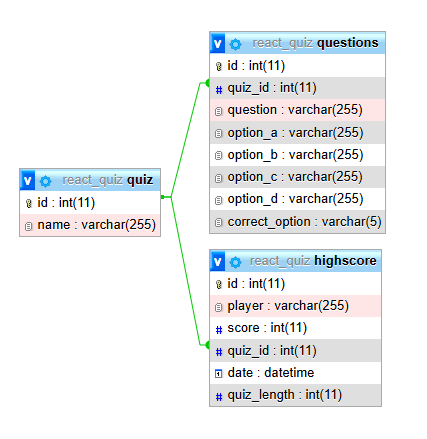 react_quiz questions
id : int(11)
quiz_id : int(11)
question : varchar(255)
option_a : varchar(255)
option_b : varchar(255)
option_c : varchar(255)
option_d : varchar(255)
correct_option : varchar(5)
react_quiz quiz
id : int(11)
name : varchar(255)
react_quiz highscore
id : int(11)
player : varchar(255)
score : int(11)
quiz_id : int(11)
date : datetime
quiz_length : int(11)